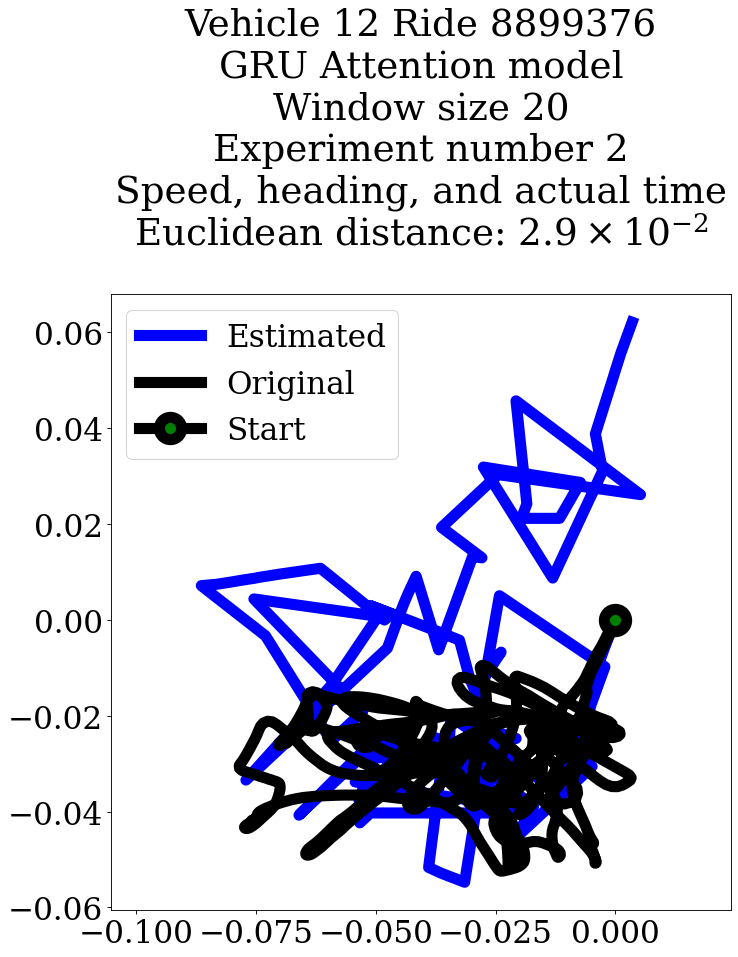 Vehicle 12 Ride 8899376
GRU Attention model
Window size 20
Experiment number 2
Speed, heading, and actual time
Euclidean distance: 2.9 × 10⁻²
Estimated
Original
Start
0.06
0.04
0.02
0.00
−0.02
−0.04
−0.06
−0.100 −0.075 −0.050 −0.025 0.000